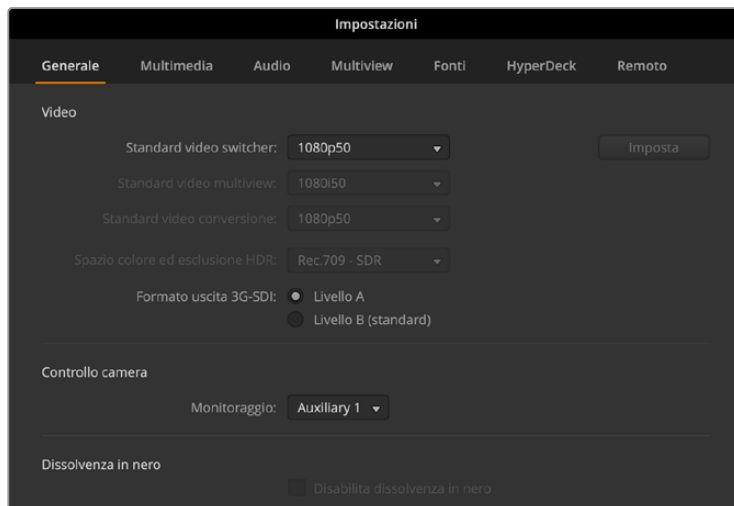 Impostazioni
Generale Multimedia Audio Multiview Fonti HyperDeck Remoto
Video
Standard video switcher: 1080p50 Imposta
Standard video multiview: 1080i50
Standard video conversione: 1080p50
Spazio colore ed esclusione HDR: Rec.709 - SDR
Formato uscita 3G-SDI: Livello A
Livello B (standard)
Controllo camera
Monitoraggio: Auxiliary 1
Dissolvenza in nero
Disabilita dissolvenza in nero